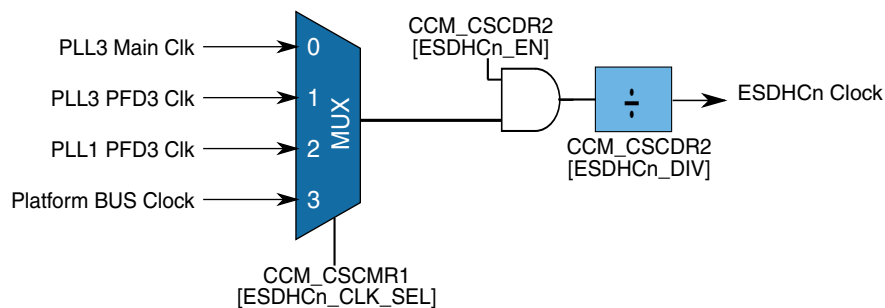 PLL3 Main Clk
PLL3 PFD3 Clk
PLL1 PFD3 Clk
Platform BUS Clock
0
1
2
3
MUX
CCM_CSCMR1
[ESDHCn_CLK_SEL]
CCM_CSCDR2
[ESDHCn_EN]
÷
CCM_CSCDR2
[ESDHCn_DIV]
ESDHCn Clock